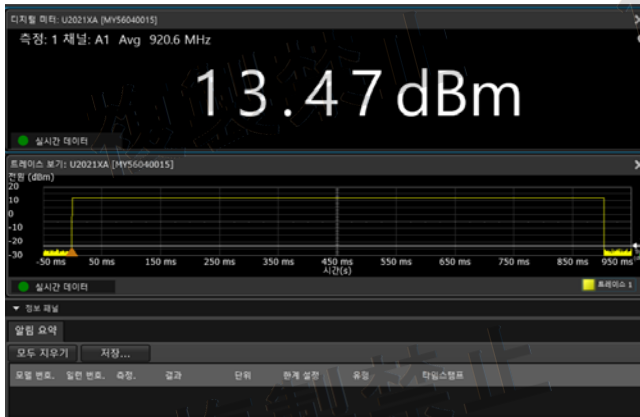 디지털 미터: U2021XA [MY56040015]
측정: 1 채널: A1 Avg 920.6 MHz
13.47 dBm
실시간 데이터
트레이스 보기: U2021XA [MY56040015]
전원 (dBm)
20
10
0
-10
-20
-30
-50 ms 50 ms 150 ms 250 ms 350 ms 450 ms 550 ms 650 ms 750 ms 850 ms 950 ms
시간(s)
실시간 데이터
트레이스 1
정보 패널
알림 요약
모두 지우기 저장...
모델 번호. 일련 번호. 측정. 결과 단위 한계 설정 유형 타임스탬프
複製禁止